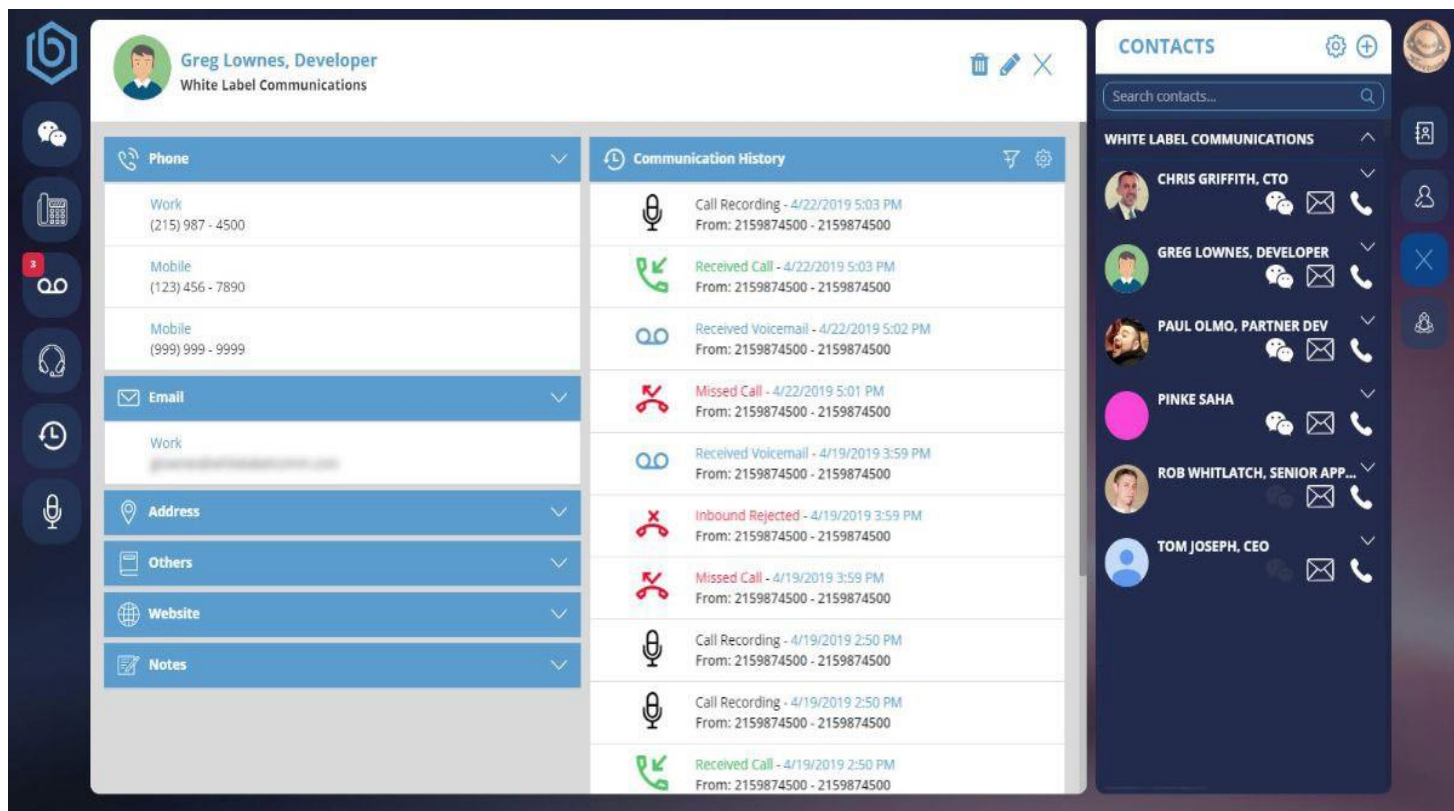 Greg Lownes, Developer
White Label Communications
3
Phone
Work
(215) 987 - 4500
Mobile
(123) 456 - 7890
Mobile
(999) 999 - 9999
Email
Work
Address
Others
Website
Notes
Communication History
Call Recording - 4/22/2019 5:03 PM
From: 2159874500 - 2159874500
Received Call - 4/22/2019 5:03 PM
From: 2159874500 - 2159874500
Received Voicemail - 4/22/2019 5:02 PM
From: 2159874500 - 2159874500
Missed Call - 4/22/2019 5:01 PM
From: 2159874500 - 2159874500
Received Voicemail - 4/19/2019 3:59 PM
From: 2159874500 - 2159874500
Inbound Rejected - 4/19/2019 3:59 PM
From: 2159874500 - 2159874500
Missed Call - 4/19/2019 3:59 PM
From: 2159874500 - 2159874500
Call Recording - 4/19/2019 2:50 PM
From: 2159874500 - 2159874500
Call Recording - 4/19/2019 2:50 PM
From: 2159874500 - 2159874500
Received Call - 4/19/2019 2:50 PM
From: 2159874500 - 2159874500
CONTACTS
Search contacts...
WHITE LABEL COMMUNICATIONS
CHRIS GRIFFITH, CTO
GREG LOWNES, DEVELOPER
PAUL OLMO, PARTNER DEV
PINKE SAHA
ROB WHITLATCH, SENIOR APP...
TOM JOSEPH, CEO